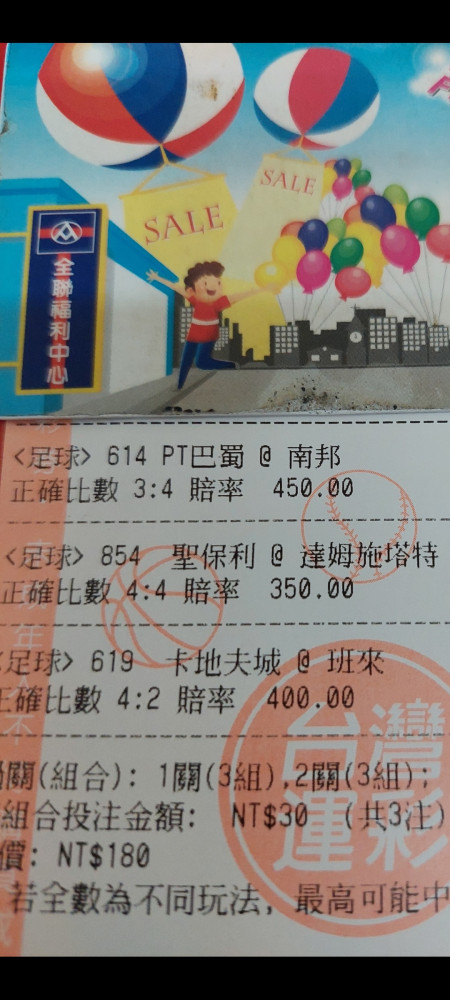 SALE
SALE
全聯福利中心
<足球> 614 PT巴蜀 @ 南邦
正確比數 3:4 賠率 450.00
<足球> 854 聖保利 @ 達姆施塔特
正確比數 4:4 賠率 350.00
足球> 619 卡地夫城 @ 班來
正確比數 4:2 賠率 400.00
關(組合): 1關(3組),2關(3組);
組合投注金額: NT$30 (共3注)
價: NT$180
若全數為不同玩法, 最高可能中
台灣
運彩